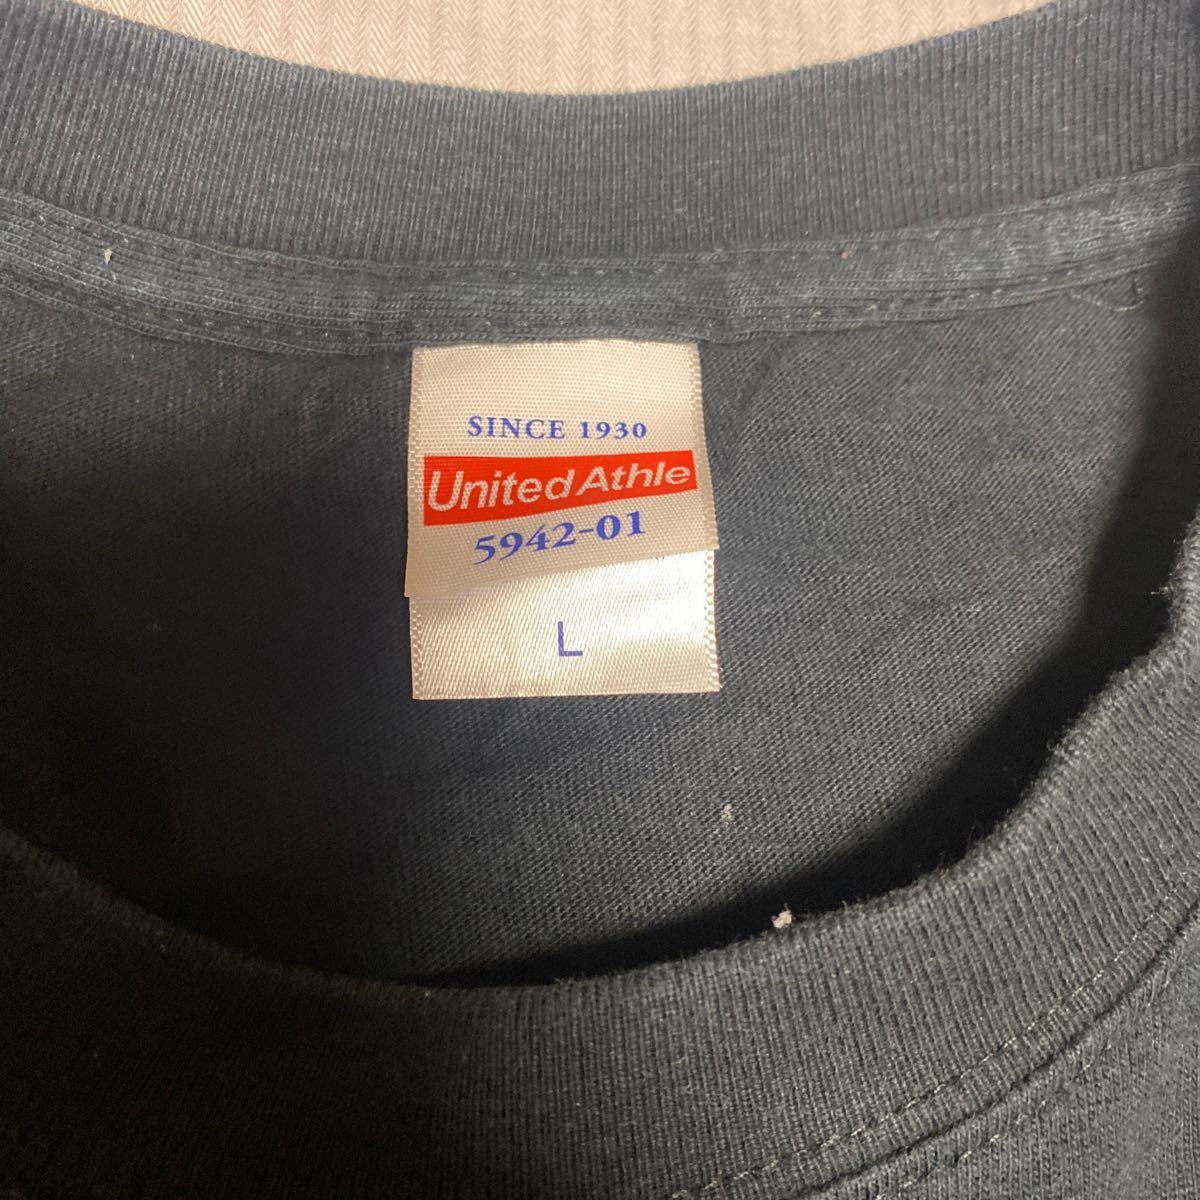 SINCE 1930
United Athle
5942-01
L